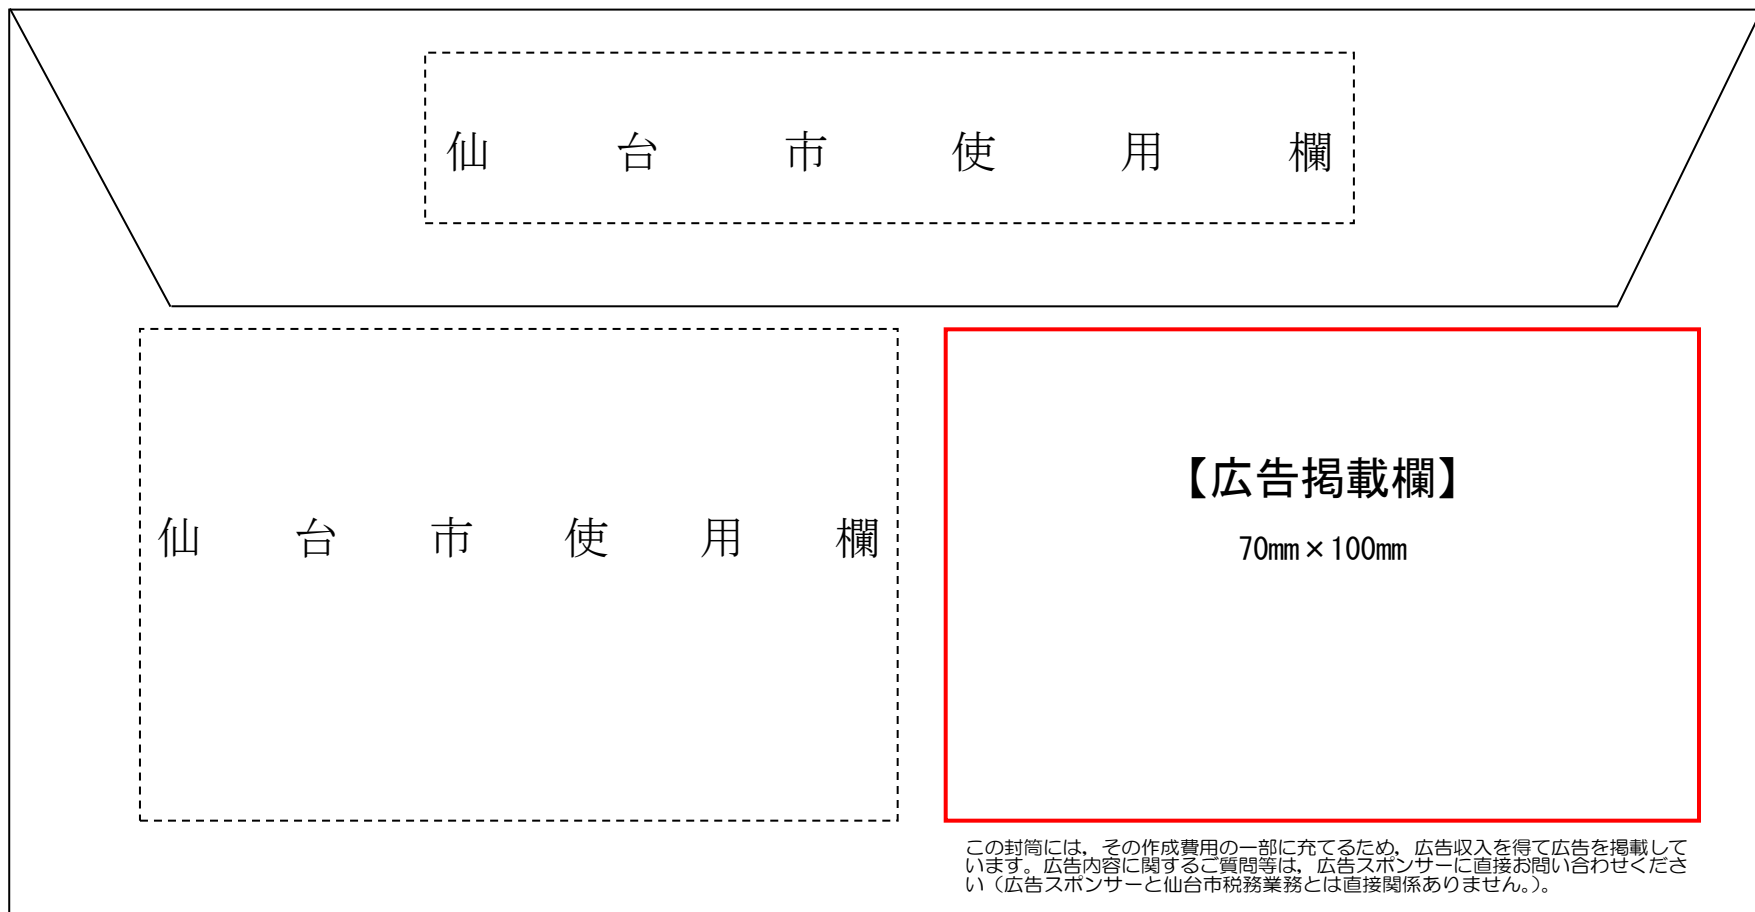 仙台市使用欄
仙台市使用欄
【広告掲載欄】
70mm×100mm
この封筒には，その作成費用の一部に充てるため，広告収入を得て広告を掲載して
います。広告内容に関するご質問等は，広告スポンサーに直接お問い合わせくださ
い（広告スポンサーと仙台市税務業務とは直接関係ありません。）。